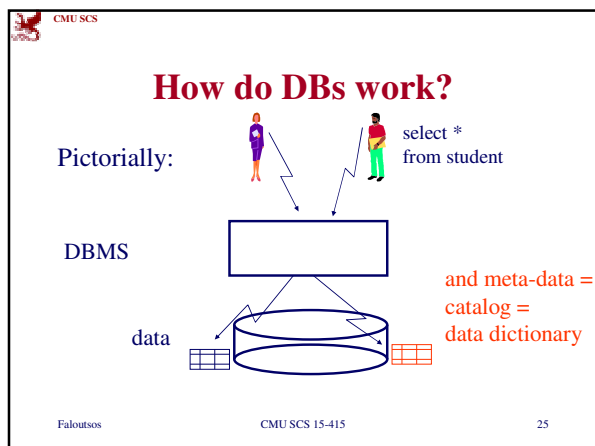 CMU SCS
How do DBs work?
Pictorially:
select *
from student
DBMS
and meta-data =
catalog =
data dictionary
data
Faloutsos
CMU SCS 15-415
25